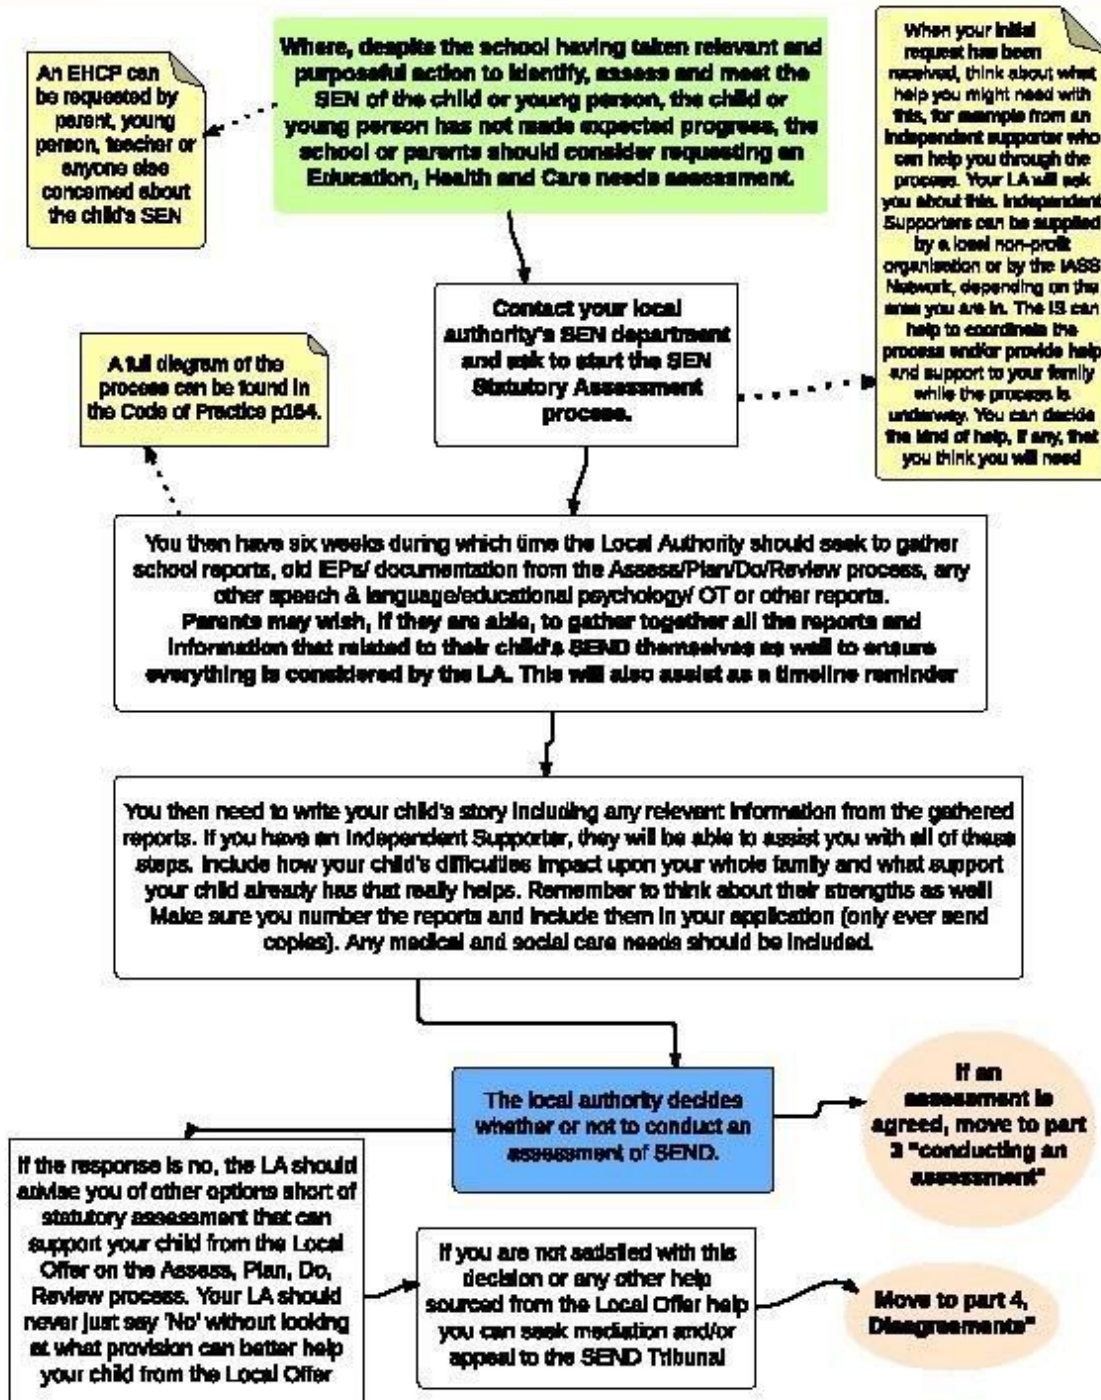 An EHCP can
be requested by
parent, young
person, teacher or
anyone else
concerned about
the child's SEN
Where, despite the school having taken relevant and
purposeful action to identify, assess and meet the
SEN of the child or young person, the child or
young person has not made expected progress, the
school or parents should consider requesting an
Education, Health and Care needs assessment.
When your initial
request has been
received, think about what
help you might need with
this, for example from an
independent supporter who
can help you through the
process. Your LA will ask
you about this. Independent
Supporters can be supplied
by a local non-profit
organisation or by the IASS
Network, depending on the
area you are in. The IS can
help to coordinate the
process and/or provide help
and support to your family
while the process is
underway. You can decide
the kind of help, if any, that
you think you will need
Contact your local
authority's SEN department
and ask to start the SEN
Statutory Assessment
process.
A full diagram of the
process can be found in
the Code of Practice p154.
You then have six weeks during which time the Local Authority should seek to gather
school reports, old IEPs/ documentation from the Assess/Plan/Do/Review process, any
other speech & language/educational psychology/ OT or other reports.
Parents may wish, if they are able, to gather together all the reports and
information that related to their child's SEND themselves as well to ensure
everything is considered by the LA. This will also assist as a timeline reminder
You then need to write your child's story including any relevant information from the gathered
reports. If you have an Independent Supporter, they will be able to assist you with all of these
steps. Include how your child's difficulties impact upon your whole family and what support
your child already has that really helps. Remember to think about their strengths as well!
Make sure you number the reports and include them in your application (only ever send
copies). Any medical and social care needs should be included.
The local authority decides
whether or not to conduct an
assessment of SEND.
If an
assessment is
agreed, move to part
3 "conducting an
assessment"
If the response is no, the LA should
advise you of other options short of
statutory assessment that can
support your child from the Local
Offer on the Assess, Plan, Do,
Review process. Your LA should
never just say 'No' without looking
at what provision can better help
your child from the Local Offer
If you are not satisfied with this
decision or any other help
sourced from the Local Offer help
you can seek mediation and/or
appeal to the SEND Tribunal
Move to part 4,
Disagreements"